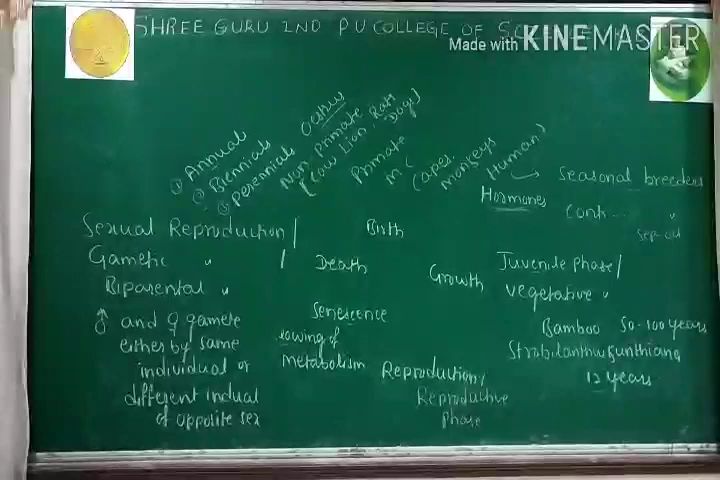 SHREE GURU IND P U COLLEGE OF SC
Made with KINEMASTER
① Annual
② Biennials
③ Perennials
Oestrus
Non Primate
(Cow Lion, Rats
Dogs)
Primate
M C
(apes.
Monkeys
Human)
Seasonal breeders
Hormones
Cont... "
Sep-oct
Sexual Reproduction /
Gametic " /
Biparental "
♂ and ♀ gamete
either by same
individual or
different indual
of opposite sex
Birth
Death
Growth
Senescence
slowing of
metabolism
Reproduction /
Reproductive
phase
Juvenile phase /
vegetative "
Bamboo 50-100 years
Strobilanthus kunthiana
12 years